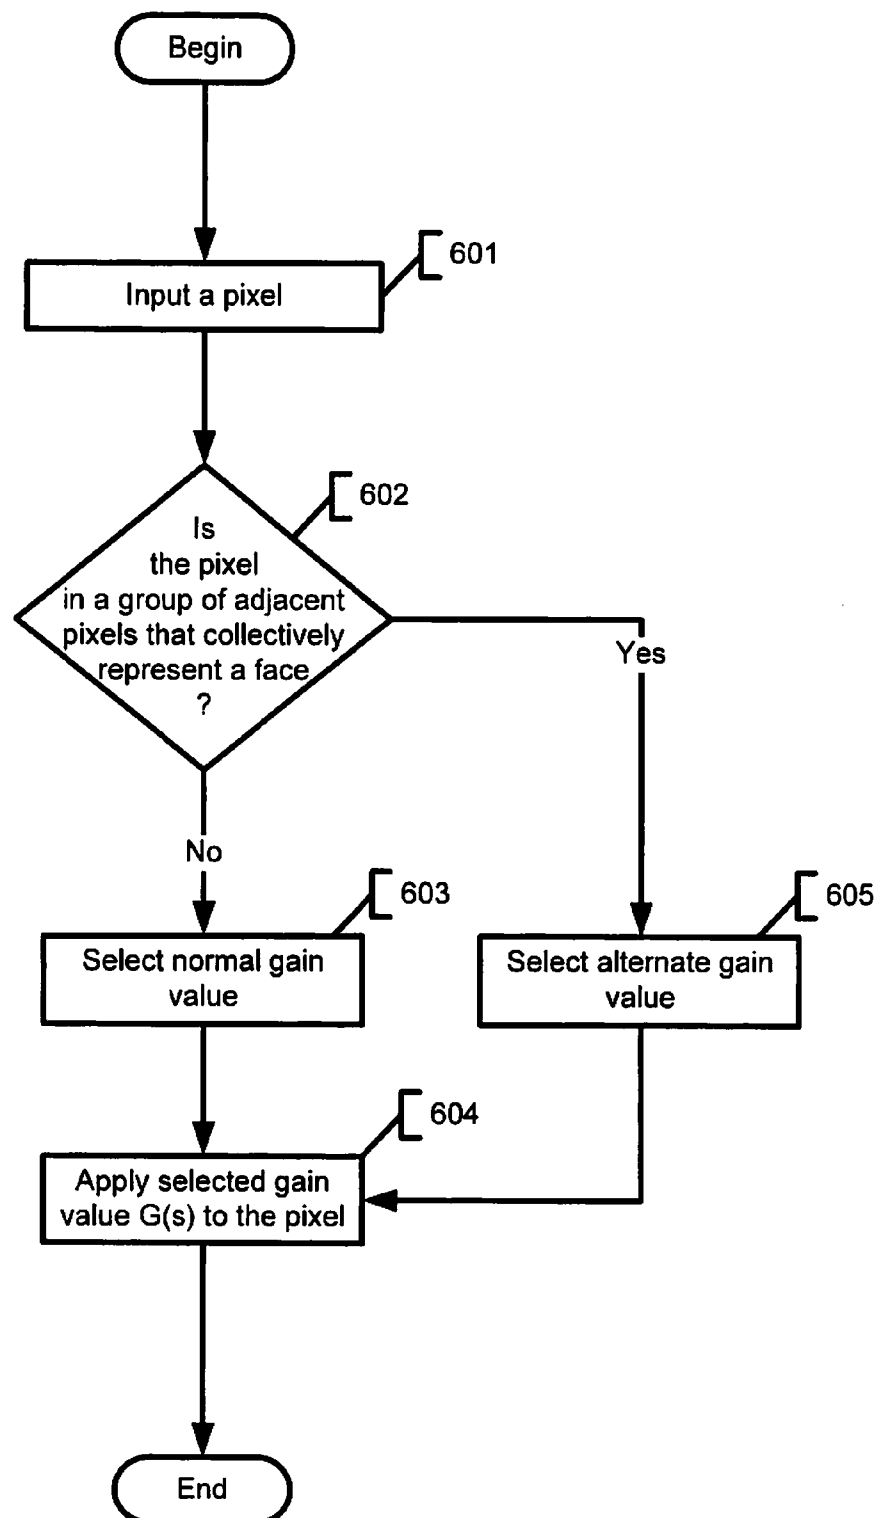 Begin
601
Input a pixel
602
Is
the pixel
in a group of adjacent
pixels that collectively
represent a face
?
Yes
No
603
Select normal gain
value
605
Select alternate gain
value
604
Apply selected gain
value G(s) to the pixel
End